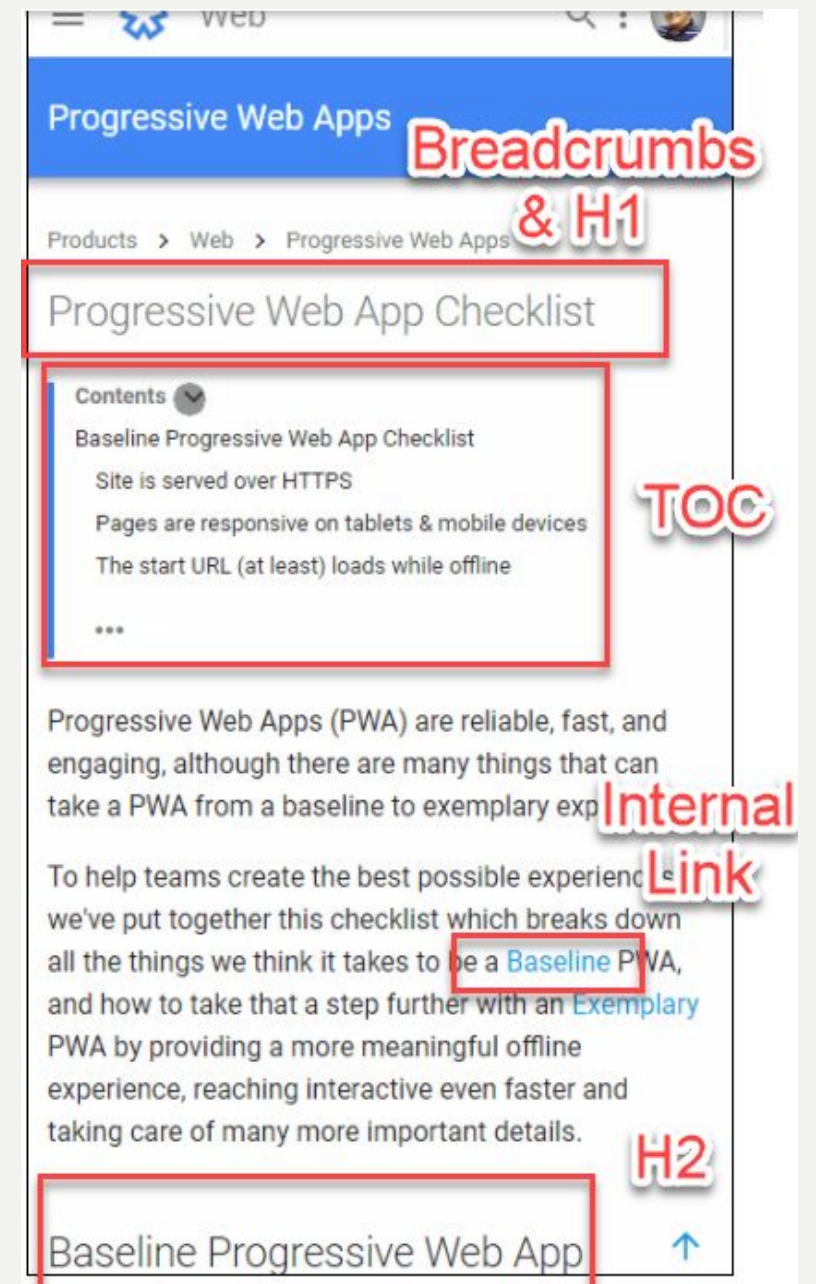 Web
Progressive Web Apps
Breadcrumbs
& H1
Products > Web > Progressive Web Apps
Progressive Web App Checklist
Contents
Baseline Progressive Web App Checklist
Site is served over HTTPS
Pages are responsive on tablets & mobile devices
The start URL (at least) loads while offline
...
TOC
Progressive Web Apps (PWA) are reliable, fast, and
engaging, although there are many things that can
take a PWA from a baseline to exemplary
Internal
Link
To help teams create the best possible
we've put together this checklist which breaks down
all the things we think it takes to be a Baseline PWA,
and how to take that a step further with an Exemplary
PWA by providing a more meaningful offline
experience, reaching interactive even faster and
taking care of many more important details.
H2
Baseline Progressive Web App